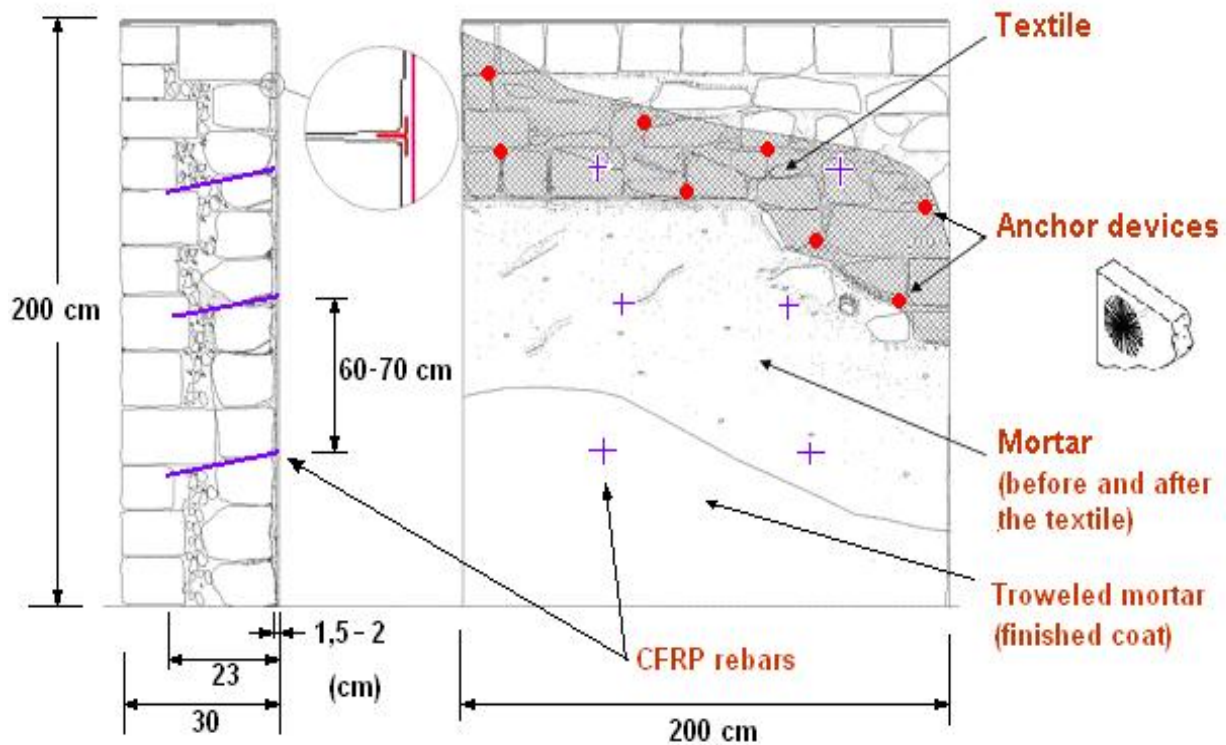 Textile
Anchor devices
200 cm
60-70 cm
Mortar
(before and after
the textile)
Troweled mortar
(finished coat)
1,5 - 2
CFRP rebars
23
(cm)
30
200 cm